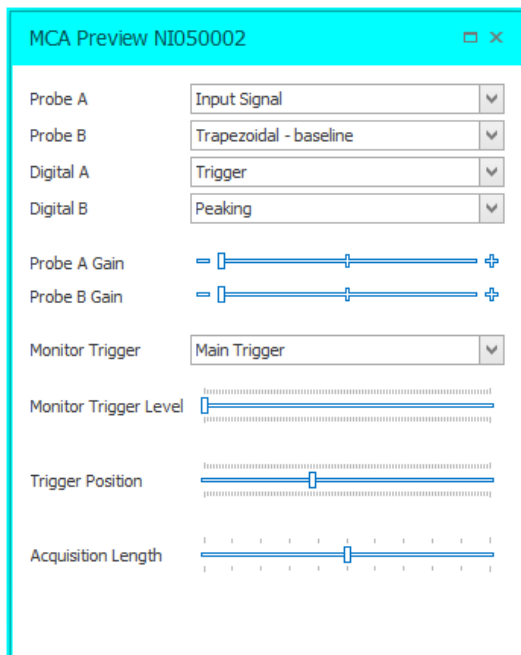 MCA Preview NI050002
Probe A Input Signal
Probe B Trapezoidal - baseline
Digital A Trigger
Digital B Peaking
Probe A Gain
Probe B Gain
Monitor Trigger Main Trigger
Monitor Trigger Level
Trigger Position
Acquisition Length